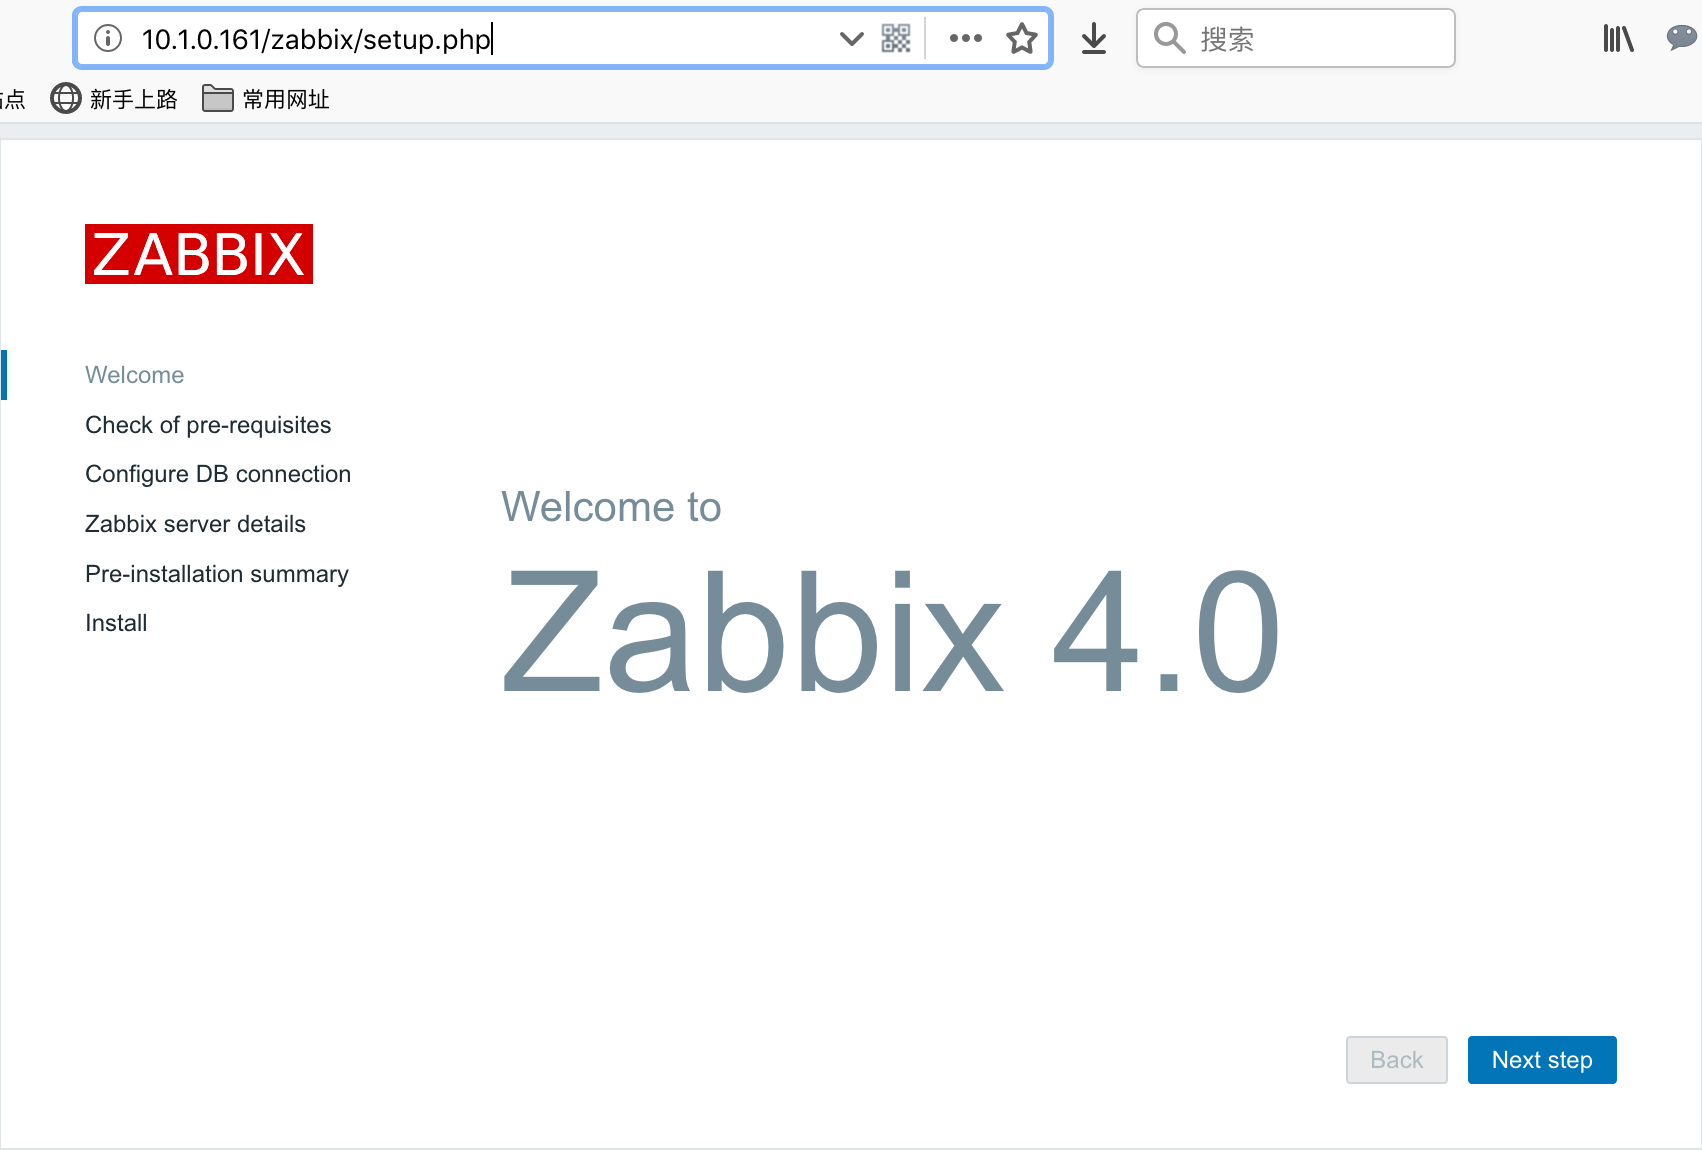 10.1.0.161/zabbix/setup.php
搜索
点 新手上路 常用网址
ZABBIX
Welcome
Check of pre-requisites
Configure DB connection
Zabbix server details
Pre-installation summary
Install
Welcome to
Zabbix 4.0
Back Next step